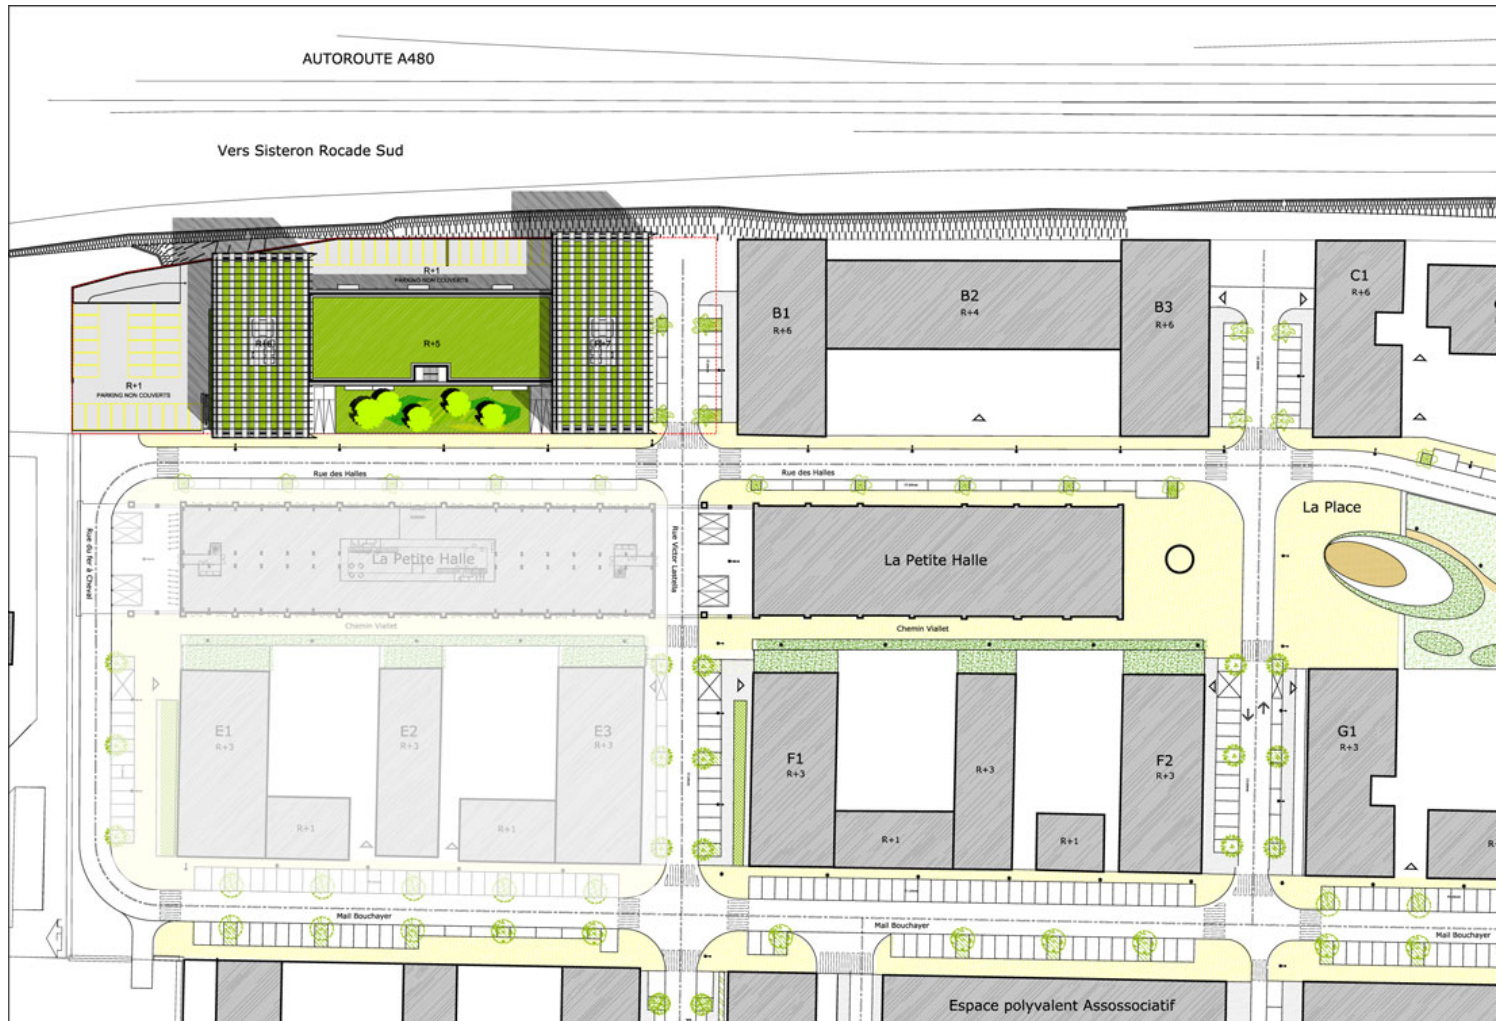 AUTOROUTE A480
Vers Sisteron Rocade Sud
R+1
PARKING NON COUVERTS
R+5
R+7
R+1
PARKING NON COUVERTS
B1
R+6
B2
R+4
B3
R+6
C1
R+6
Rue des Halles
Rue des Halles
La Place
Rue du fer à Cheval
La Petite Halle
Rue Victor Lastella
La Petite Halle
Chemin Viallet
Chemin Viallet
E1
R+3
E2
R+3
E3
R+3
R+1
R+1
F1
R+3
R+3
F2
R+3
R+1
R+1
G1
R+3
Mail Bouchayer
Mail Bouchayer
Mail Bouchayer
Espace polyvalent Assossociatif